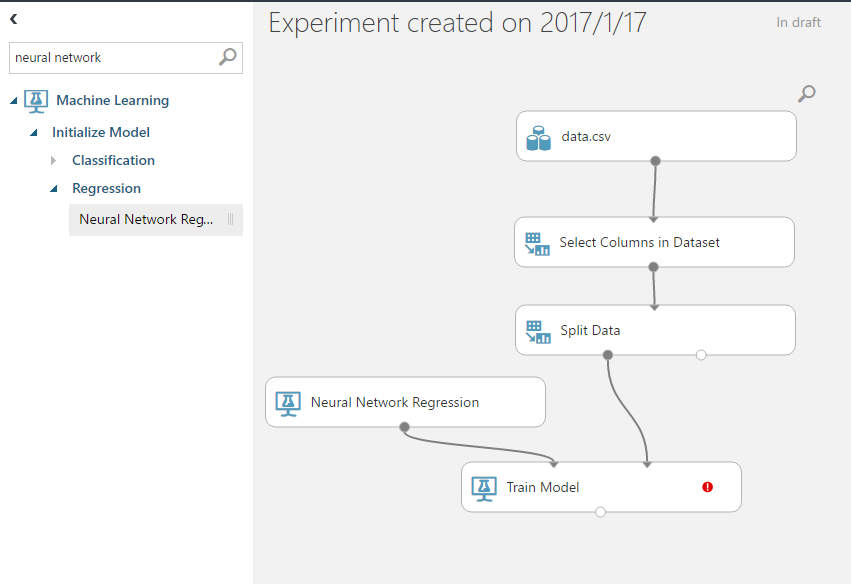 Experiment created on 2017/1/17
In draft
neural network
Machine Learning
Initialize Model
Classification
Regression
Neural Network Reg...
data.csv
Select Columns in Dataset
Split Data
Neural Network Regression
Train Model